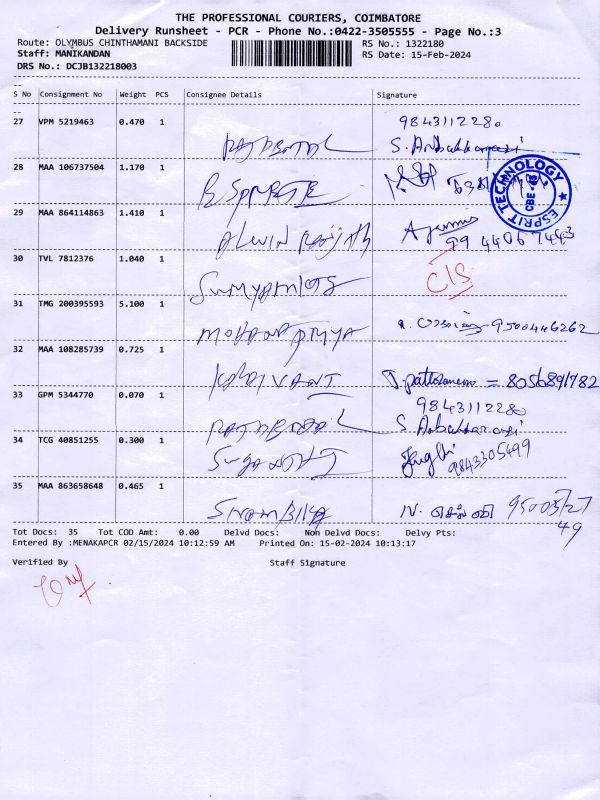 THE PROFESSIONAL COURIERS, COIMBATORE
Delivery Runsheet - PCR - Phone No.:0422-3505555 - Page No.:3
Route: OLYMBUS CHINTHAMANI BACKSIDE RS No.: 1322180
Staff: MANIKANDAN RS Date: 15-Feb-2024
DRS No.: DCJB132218003
S No Consignment No Weight PCS Consignee Details Signature
27 VPM 5219463 0.470 1 9843112280
S.
28 MAA 106737504 1.170 1
ESPRIT TECHNOLOGY
CBE
29 MAA 864114863 1.410 1 ALWIN
30 TVL 7812376 1.040 1 C/S
31 TMG 200395593 5.100 1 MOHANAPRIYA 9500446262
32 MAA 108285739 0.725 1 = 8056891782
33 GPM 5344770 0.070 1 9843112280
S.
34 TCG 40851255 0.300 1 9843305499
35 MAA 863658648 0.465 1 N. செல்வி
49
Tot Docs: 35 Tot COD Amt: 0.00 Delvd Docs: Non Delvd Docs: Delvy Pts:
Entered By :MENAKAPCR 02/15/2024 10:12:59 AM Printed On: 15-02-2024 10:13:17
Verified By Staff Signature